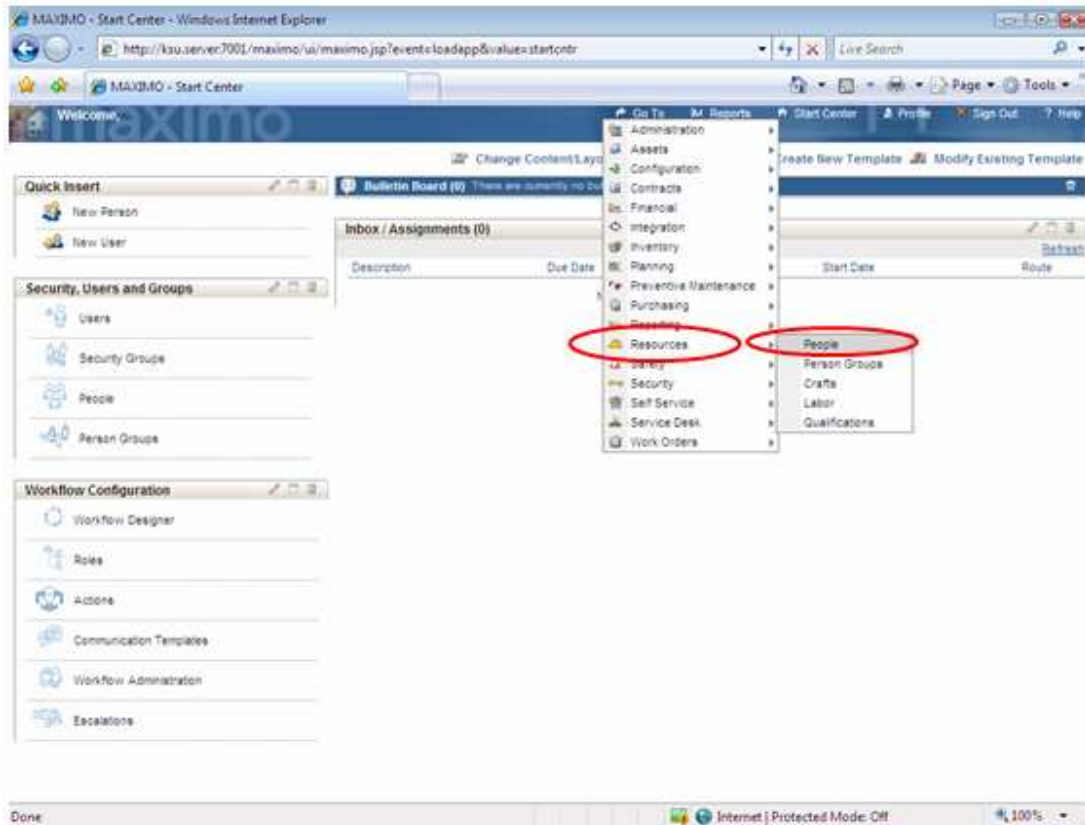 MAXIMO - Start Center - Windows Internet Explorer
http://ksu.server:7001/maximo/ui/maximo.jsp?event=loadapp&value=startcntr
Live Search
MAXIMO - Start Center
Page
Tools
Welcome,
maximo
Go To
Reports
Start Center
Profile
Sign Out
? Help
Change Content/Layo
reate New Template
Modify Existing Template
Quick Insert
New Person
New User
Security, Users and Groups
Users
Security Groups
People
Person Groups
Workflow Configuration
Workflow Designer
Roles
Actions
Communication Templates
Workflow Administration
Escalations
Bulletin Board (0) There are currently no bu
Inbox / Assignments (0)
Refresh
Description
Due Date
Start Date
Route
Administration
Assets
Configuration
Contracts
Financial
Integration
Inventory
Planning
Preventive Maintenance
Purchasing
Reporting
Resources
Safety
Security
Self Service
Service Desk
Work Orders
People
Person Groups
Crafts
Labor
Qualifications
Done
Internet | Protected Mode: Off
100%